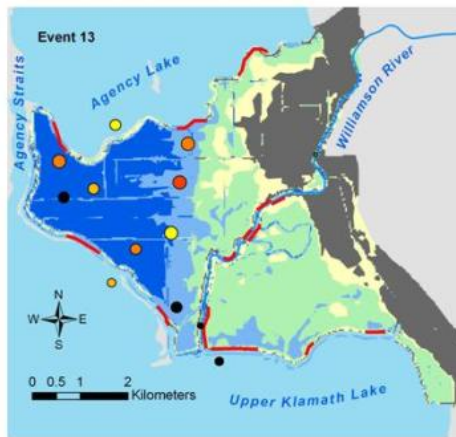 Event 13
Agency Lake
Agency Straits
Williamson River
N
W E
S
0 0.5 1 2
Kilometers
Upper Klamath Lake